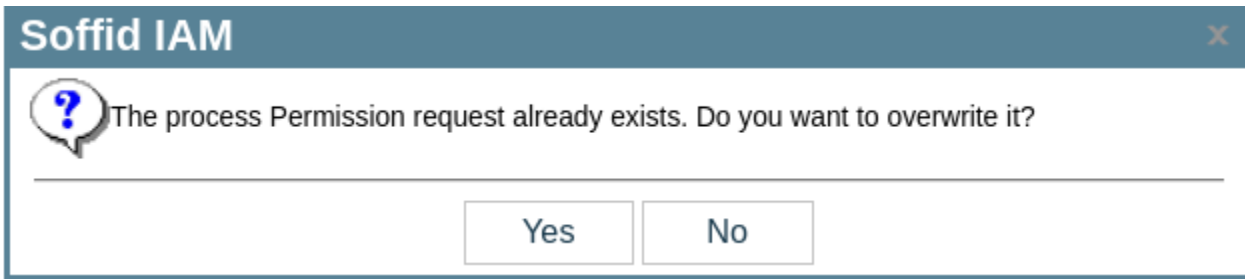 Soffid IAM
x
The process Permission request already exists. Do you want to overwrite it?
Yes No